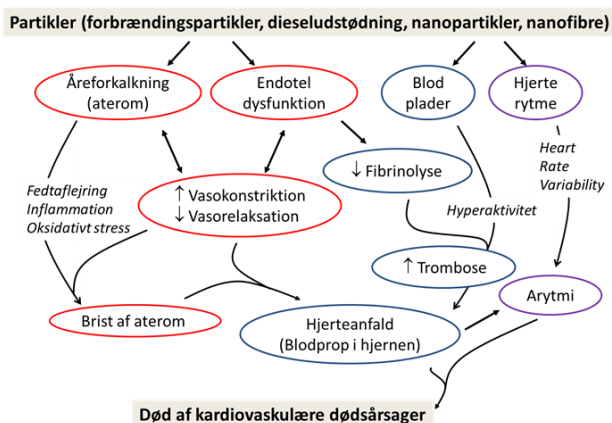 Partikler (forbrændingspartikler, dieseludstødning, nanopartikler, nanofibre)
Åreforkalkning
(aterom)
Endotel
dysfunktion
Blod
plader
Hjerte
rytme
↓ Fibrinolyse
Heart
Rate
Variability
Fedtaflejring
Inflammation
Oksidativt stress
↑ Vasokonstriktion
↓ Vasorelaksation
Hyperaktivitet
↑ Trombose
Arytmi
Brist af aterom
Hjerteanfald
(Blodprop i hjernen)
Død af kardiovaskulære dødsårsager